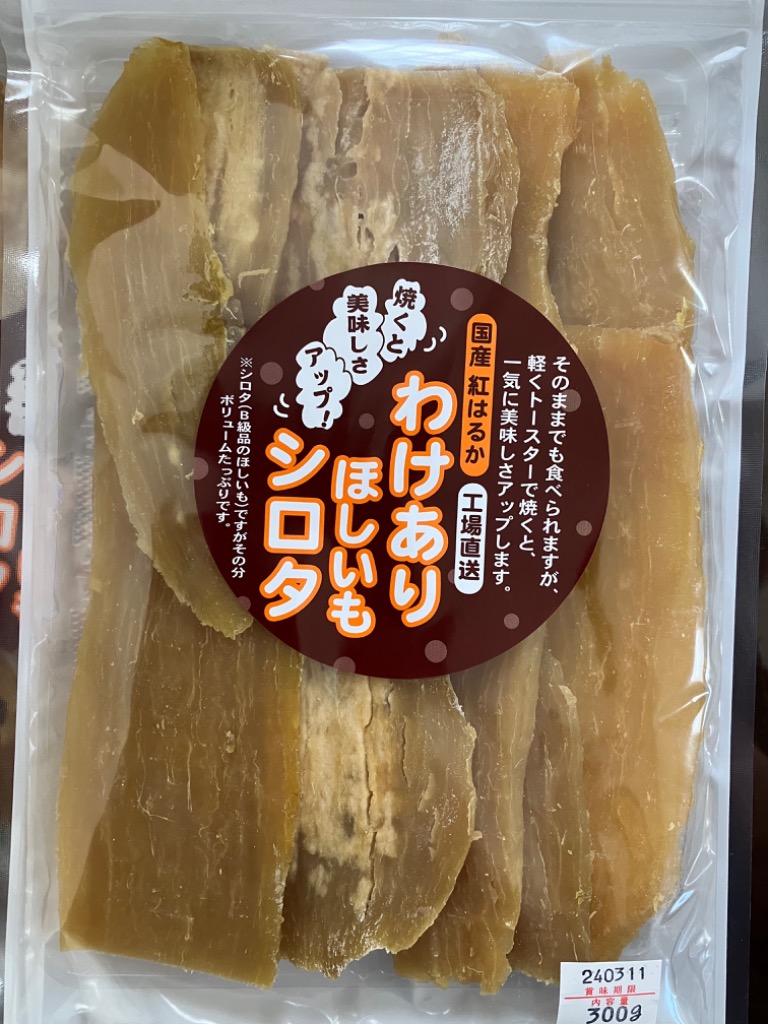 そのままでも食べられますが、
軽くトースターで焼くと、
一気に美味しさアップします。
国産 紅はるか
工場直送
焼くと
美味しさ
アップ!
わけあり
ほしいも
シロタ
※シロタ(B級品のほしいも)ですがその分
ボリュームたっぷりです。
240311
賞味期限
内容量
300g